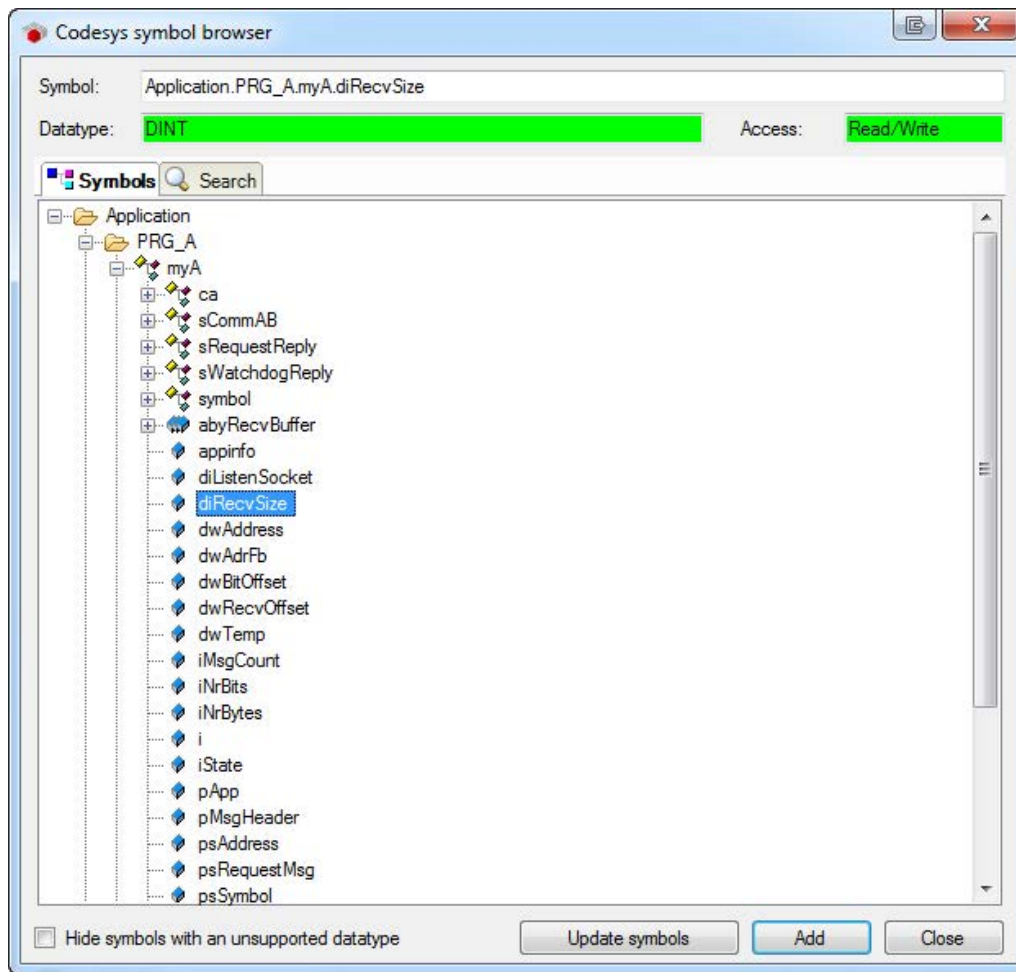 Codesys symbol browser
Symbol: Application.PRG_A.myA.diRecvSize
Datatype: DINT Access: Read/Write
Symbols Search
Application
PRG_A
myA
ca
sCommAB
sRequestReply
sWatchdogReply
symbol
abyRecvBuffer
appinfo
diListenSocket
diRecvSize
dwAddress
dwAdrFb
dwBitOffset
dwRecvOffset
dwTemp
iMsgCount
iNrBits
iNrBytes
i
iState
pApp
pMsgHeader
psAddress
psRequestMsg
psSymbol
Hide symbols with an unsupported datatype Update symbols Add Close